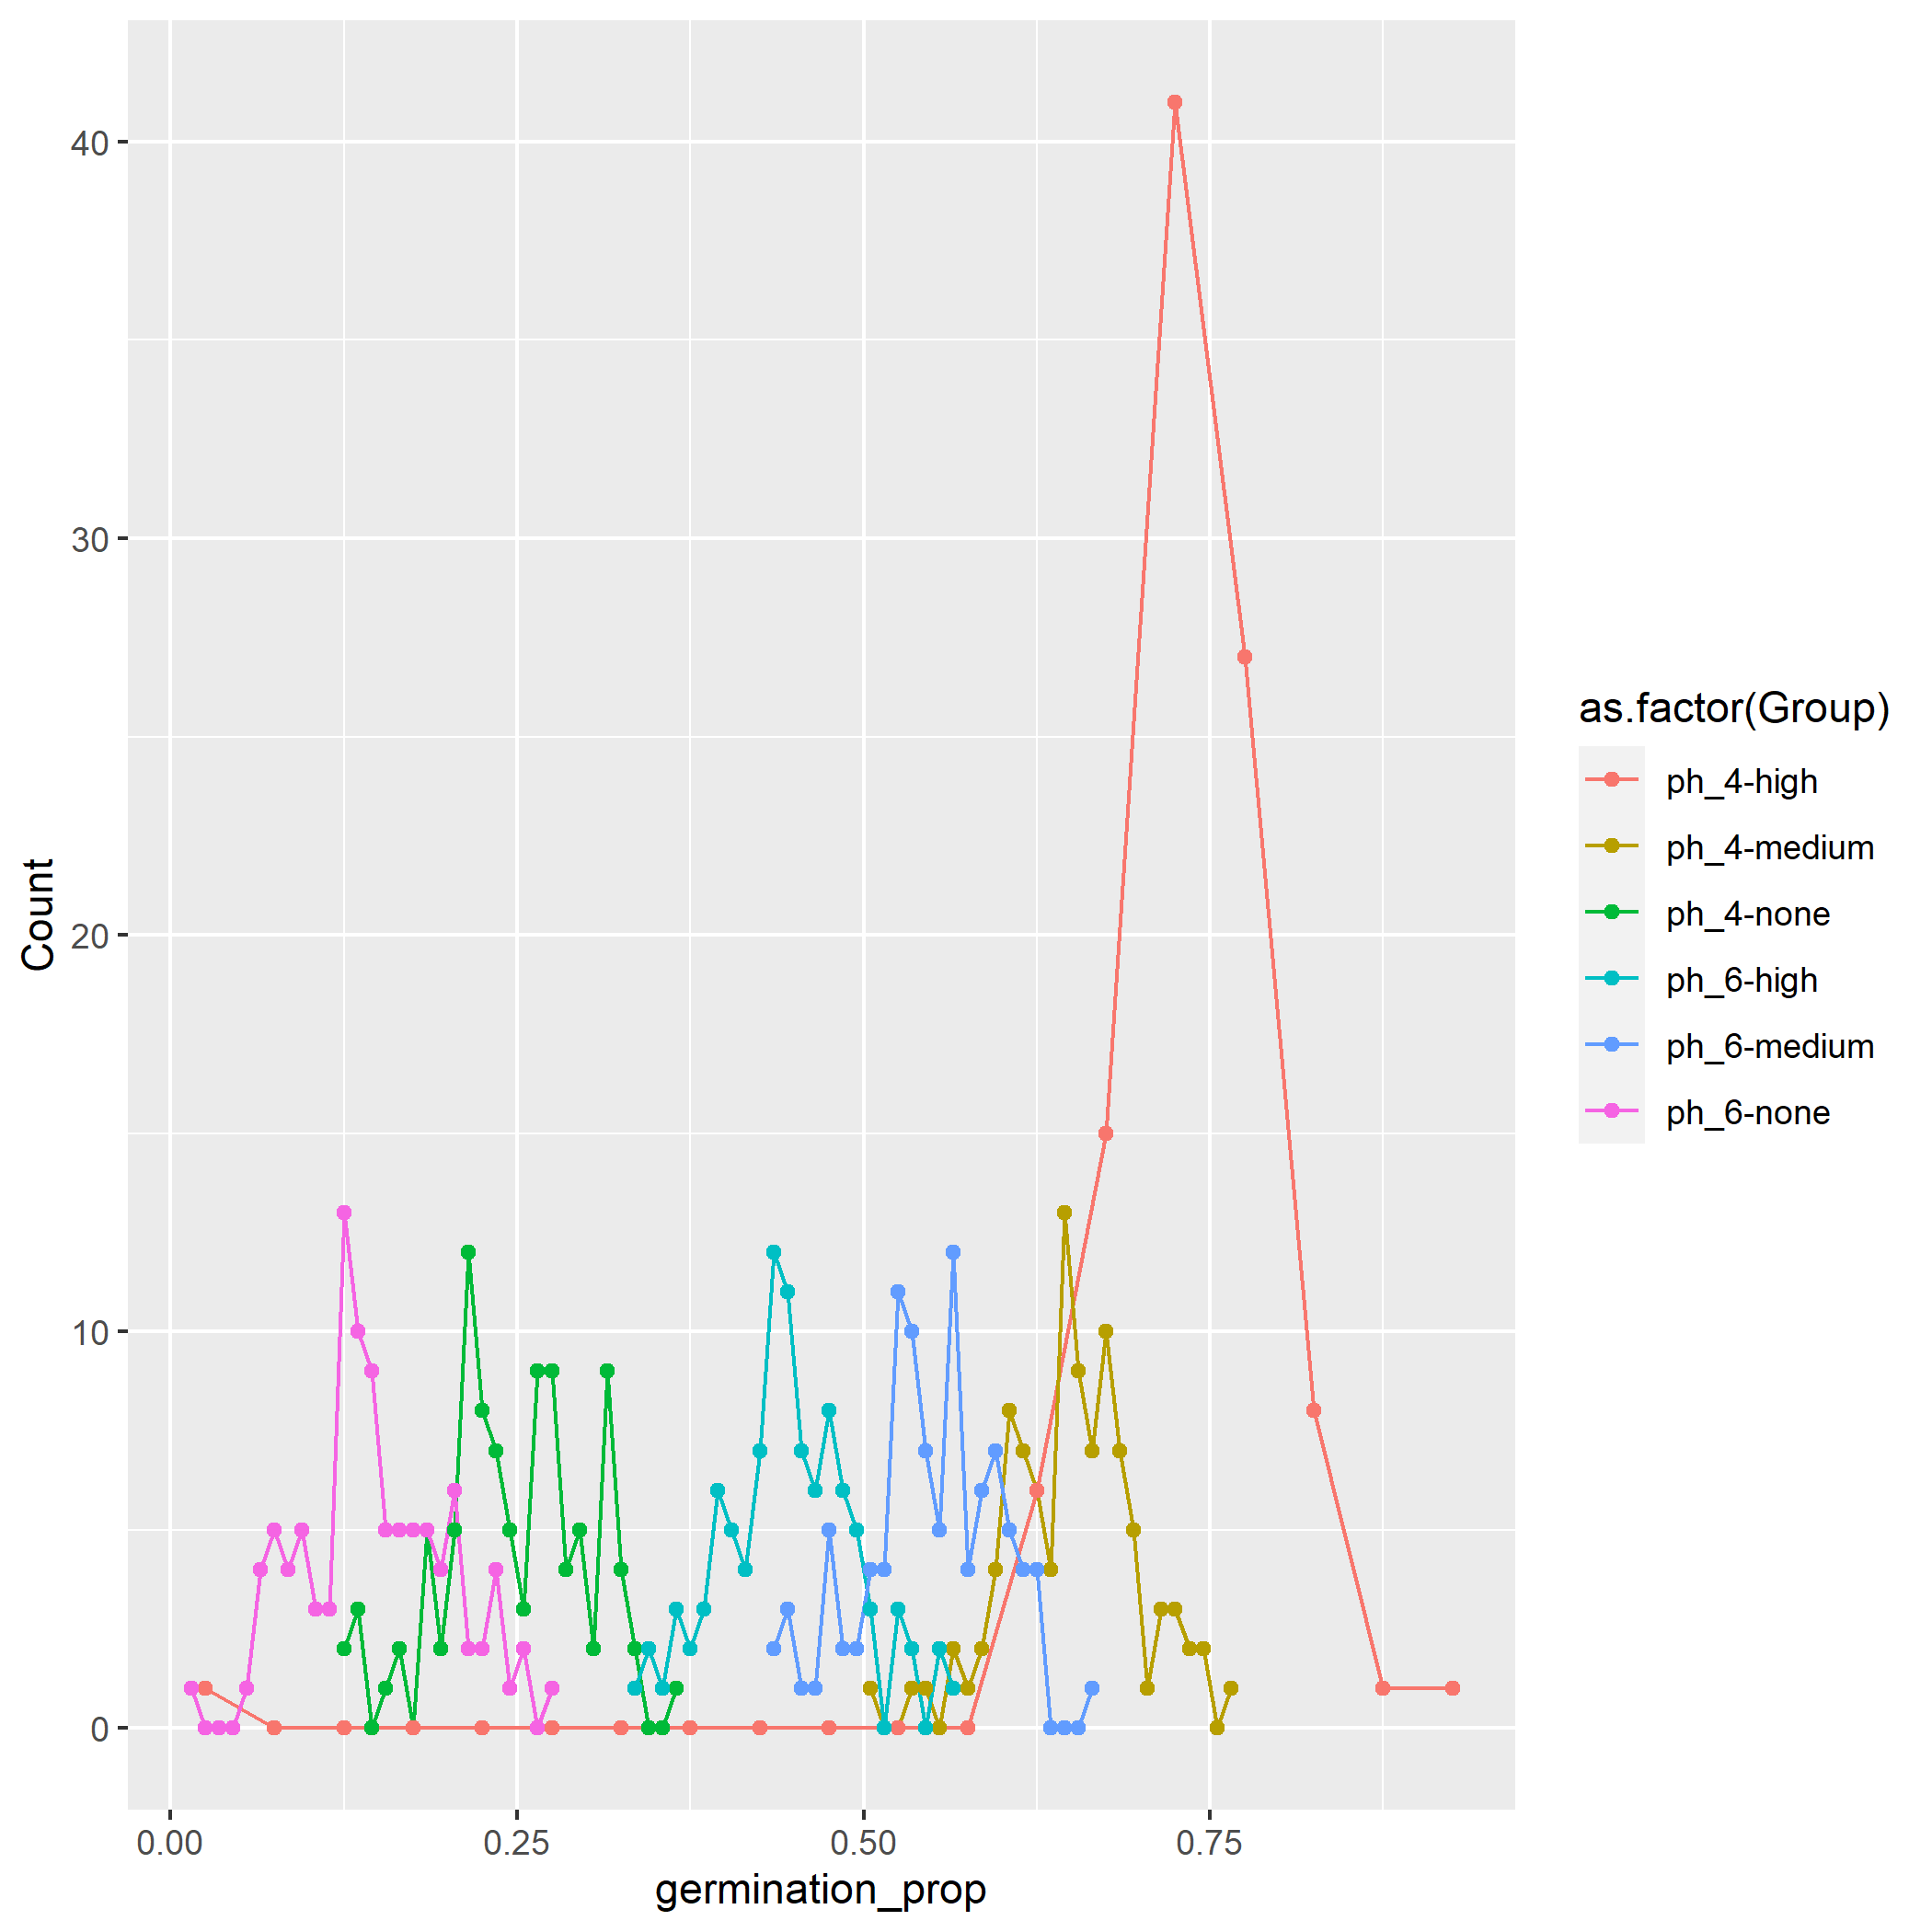 40
30
20
10
0
Count
0.00
0.25
0.50
0.75
germination_prop
as.factor(Group)
ph_4-high
ph_4-medium
ph_4-none
ph_6-high
ph_6-medium
ph_6-none